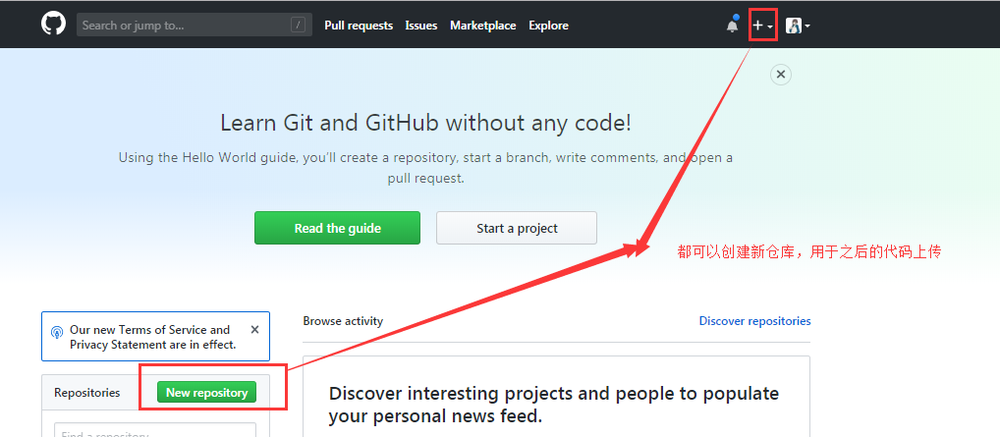 Search or jump to... /
Pull requests Issues Marketplace Explore
+
Learn Git and GitHub without any code!
Using the Hello World guide, you'll create a repository, start a branch, write comments, and open a
pull request.
Read the guide
Start a project
都可以创建新仓库，用于之后的代码上传
Our new Terms of Service and
Privacy Statement are in effect.
Browse activity
Discover repositories
Repositories
New repository
Find a repository
Discover interesting projects and people to populate
your personal news feed.